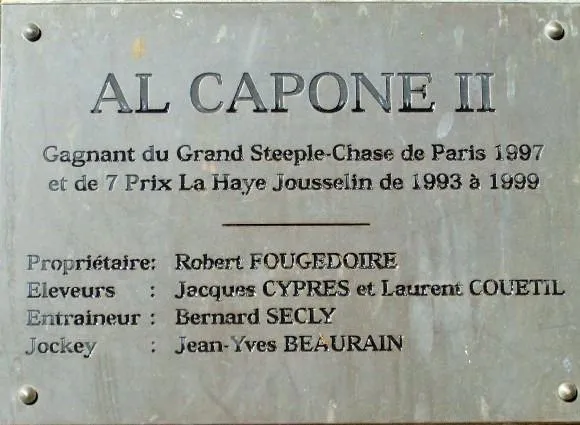 AL CAPONE II
Gagnant du Grand Steeple-Chase de Paris 1997
et de 7 Prix La Haye Jousselin de 1993 à 1999
Propriétaire: Robert FOUGEDOIRE
Eleveurs : Jacques CYPRES et Laurent COUETIL
Entraineur : Bernard SECLY
Jockey : Jean-Yves BEAURAIN